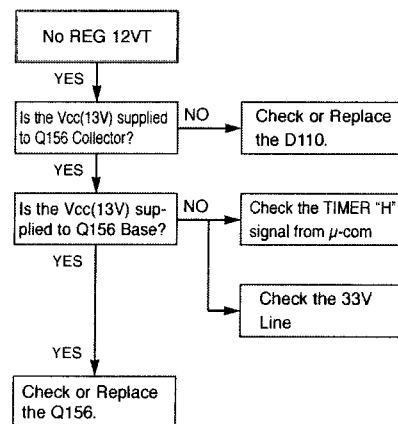 No REG 12VT
YES
Is the Vcc(13V) supplied
to Q156 Collector?
NO
Check or Replace
the D110.
YES
Is the Vcc(13V) sup-
plied to Q156 Base?
NO
Check the TIMER "H"
signal from μ-com
YES
Check the 33V
Line
YES
Check or Replace
the Q156.